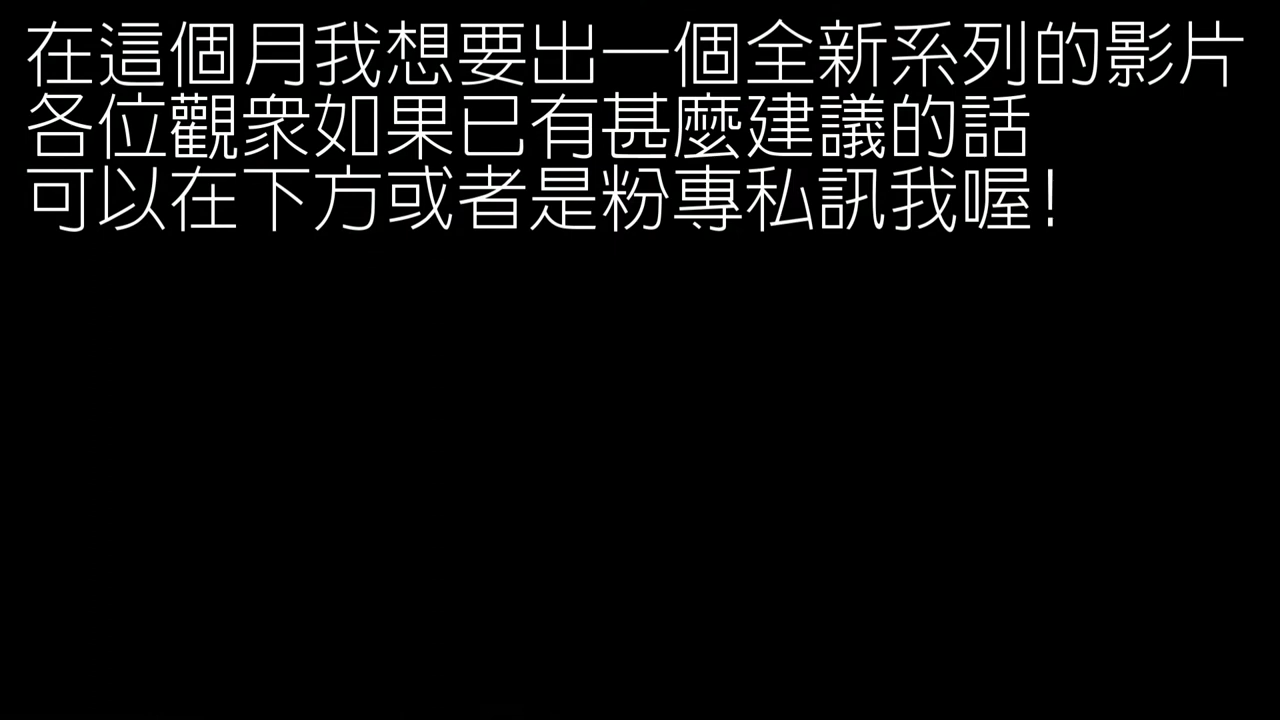 在這個月我想要出一個全新系列的影片
各位觀衆如果已有甚麼建議的話
可以在下方或者是粉專私訊我喔!